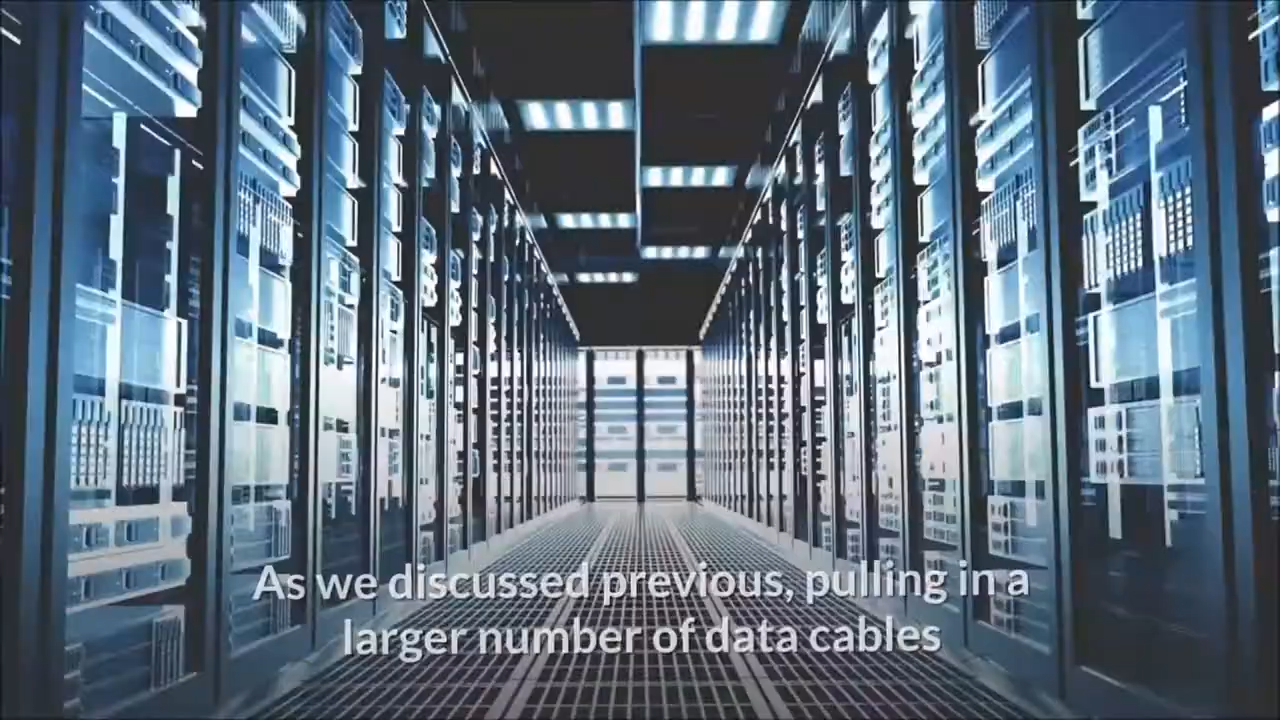 As we discussed previous, pulling in a
larger number of data cables